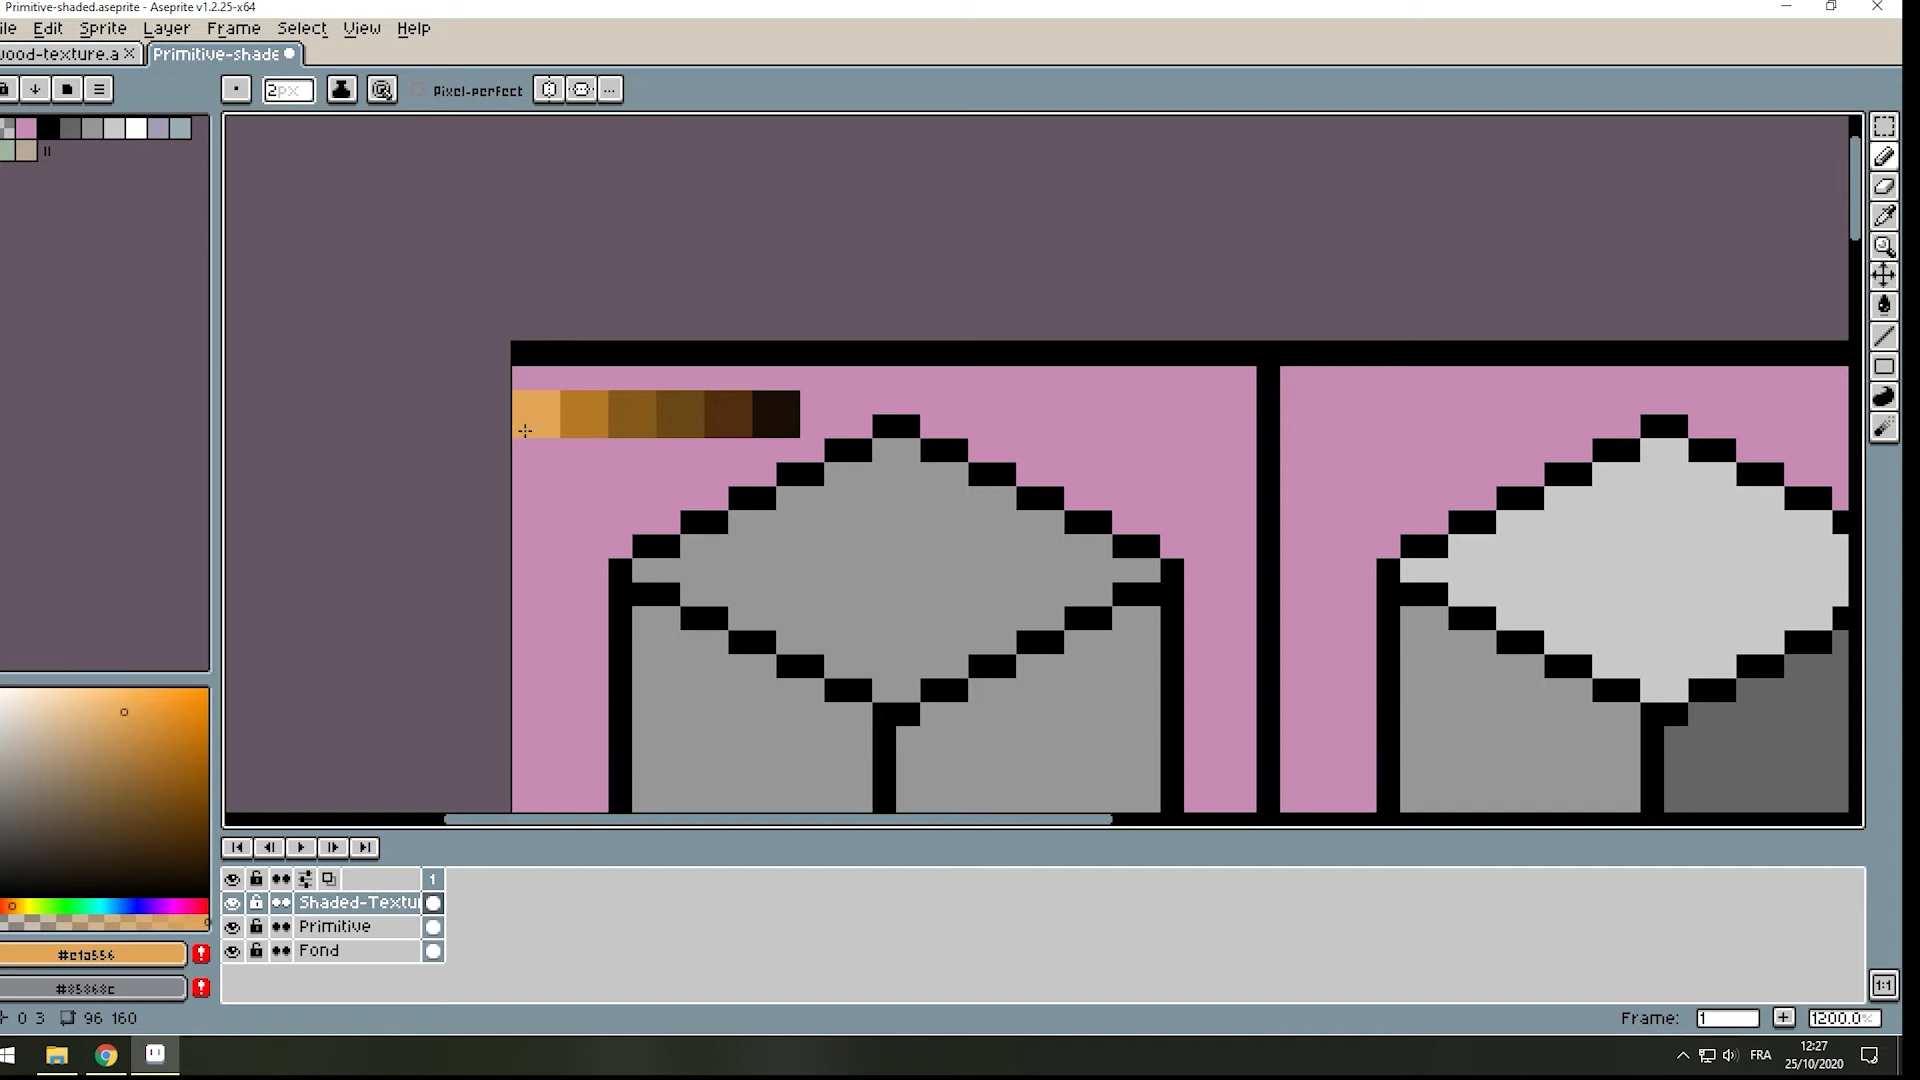 Primitive-shaded.aseprite - Aseprite v1.2.25-x64
ile Edit Sprite Layer Frame Select View Help
wood-texture.a Primitive-shade
2px Pixel-perfect ...
1
Shaded-Textur
Primitive
Fond
#e1a556
#85868c
0 3 96 160
1:1
Frame: 1 + 1200.0%
FRA
12:27
25/10/2020